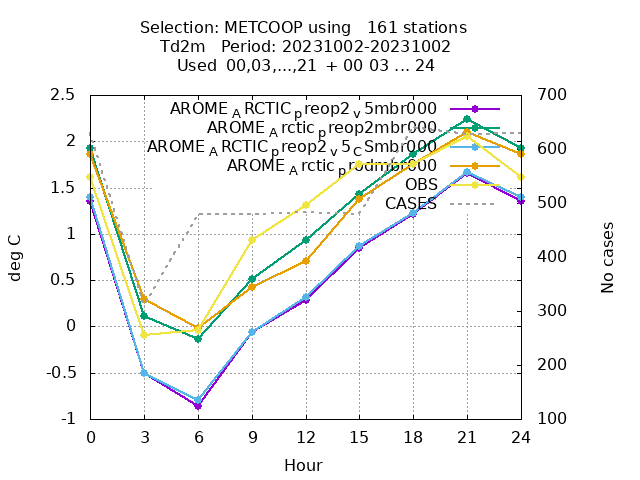 Selection: METCOOP using 161 stations
Td2m Period: 20231002-20231002
Used 00,03,...,21 + 00 03 ... 24
2.5
2
1.5
1
0.5
0
-0.5
-1
deg C
AROME_ARCTIC_preop2_v5mbr000
AROME_Arctic_preop2mbr000
AROME_ARCTIC_preop2_v5_CSmbr000
AROME_Arctic_prodmbr000
OBS
CASES
700
600
500
400
300
200
100
No cases
0 3 6 9 12 15 18 21 24
Hour